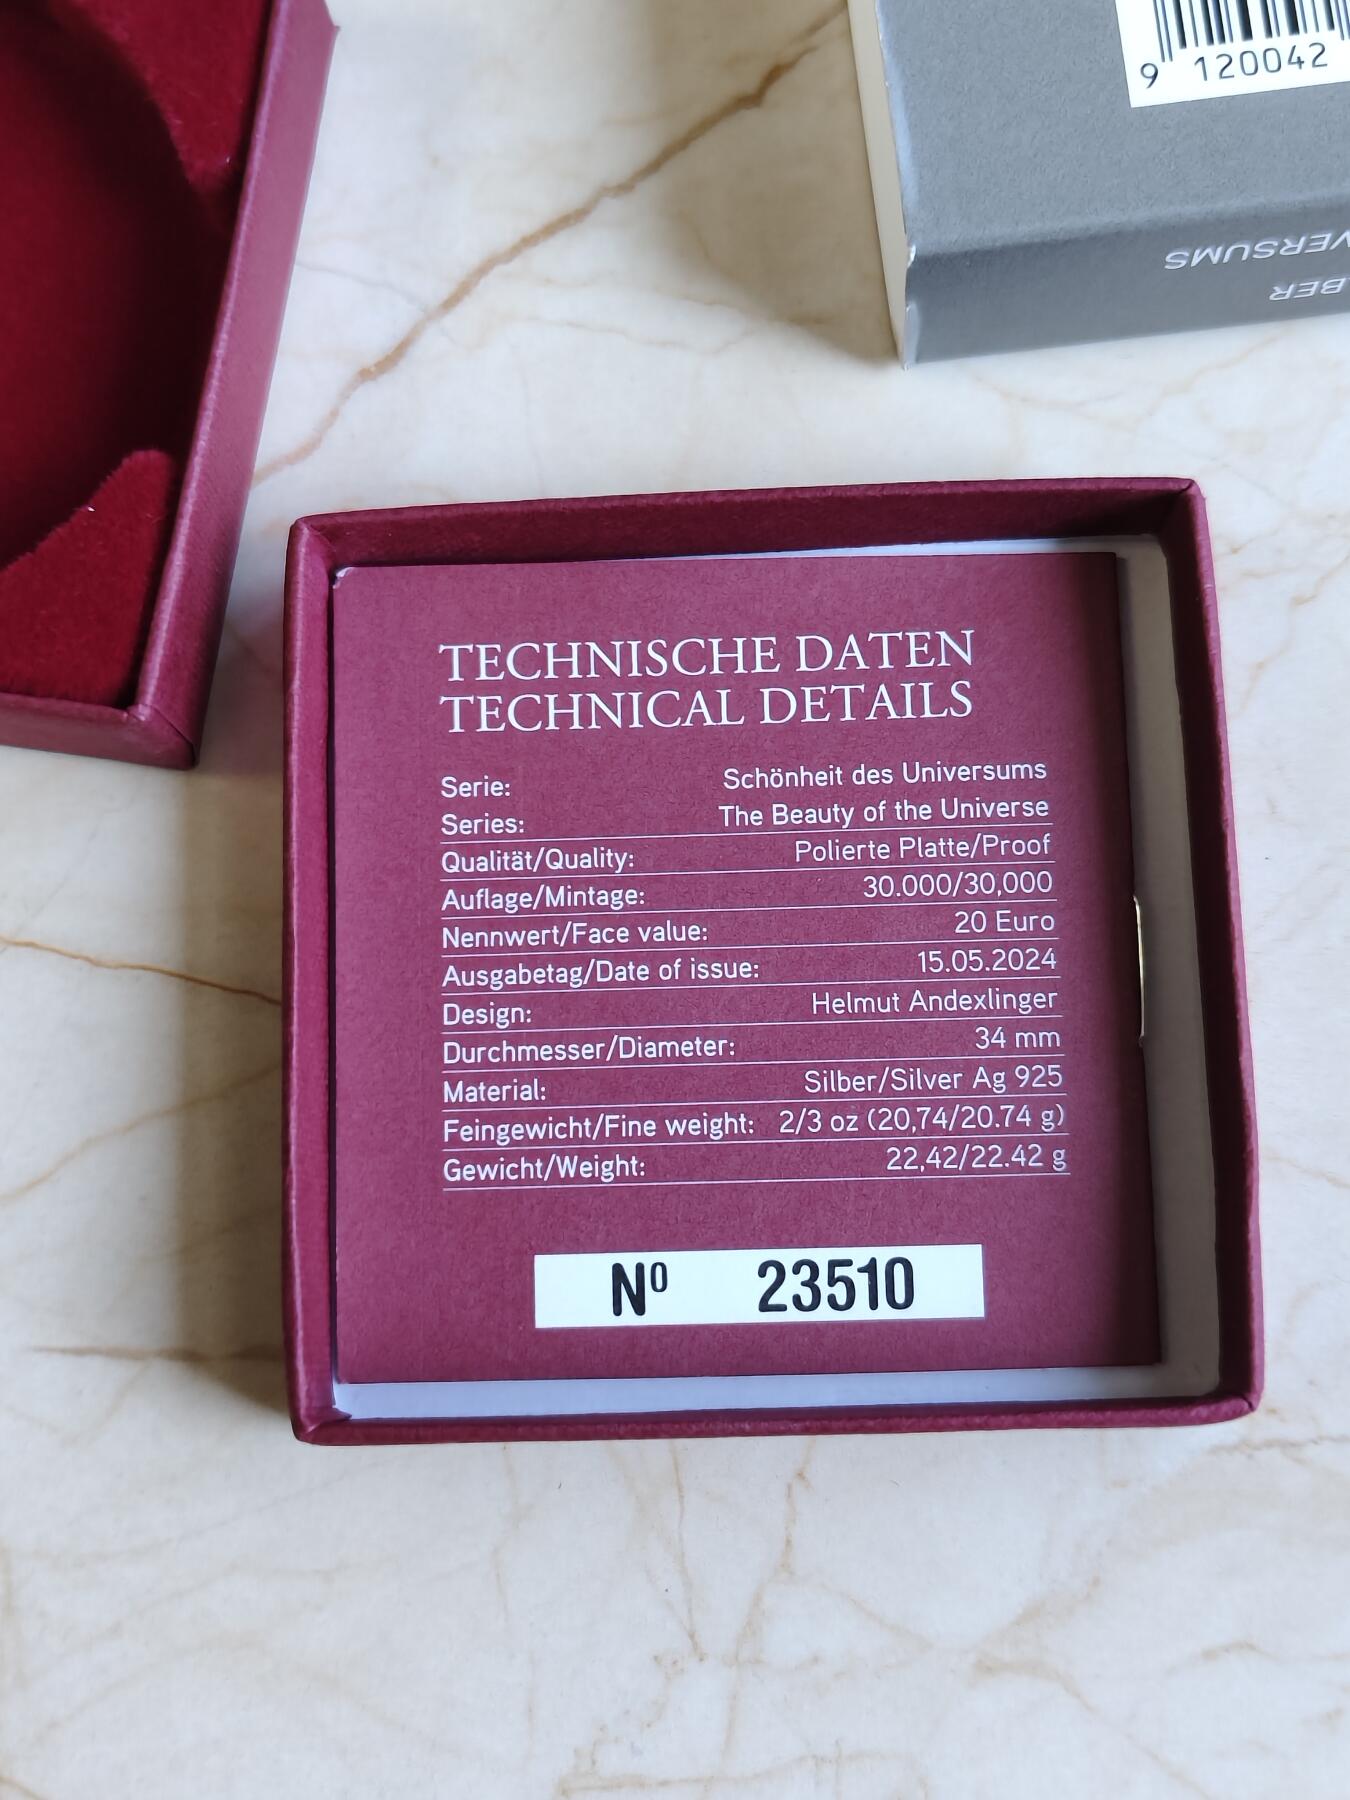 9 120042
VERSUMS
TECHNISCHE DATEN
TECHNICAL DETAILS
Serie: Schönheit des Universums
Series: The Beauty of the Universe
Qualität/Quality: Polierte Platte/Proof
Auflage/Mintage: 30.000/30,000
Nennwert/Face value: 20 Euro
Ausgabetag/Date of issue: 15.05.2024
Design: Helmut Andexlinger
Durchmesser/Diameter: 34 mm
Material: Silber/Silver Ag 925
Feingewicht/Fine weight: 2/3 oz (20,74/20.74 g)
Gewicht/Weight: 22,42/22.42 g
Nº 23510